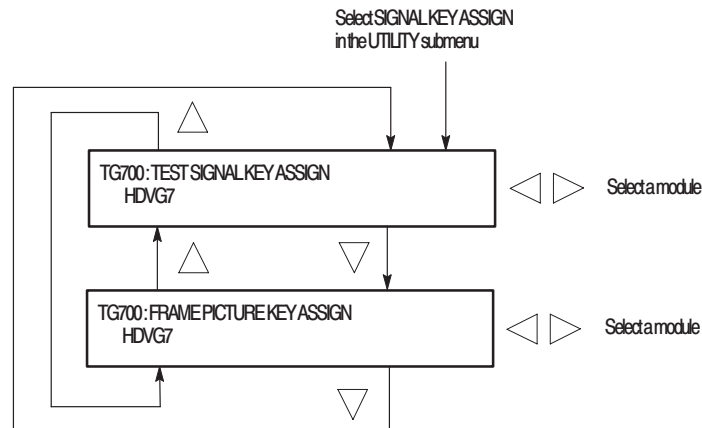 Select SIGNAL KEY ASSIGN
in the UTILITY submenu
TG700 : TEST SIGNAL KEY ASSIGN
HDVG7
Select a module
TG700 : FRAME PICTURE KEY ASSIGN
HDVG7
Select a module